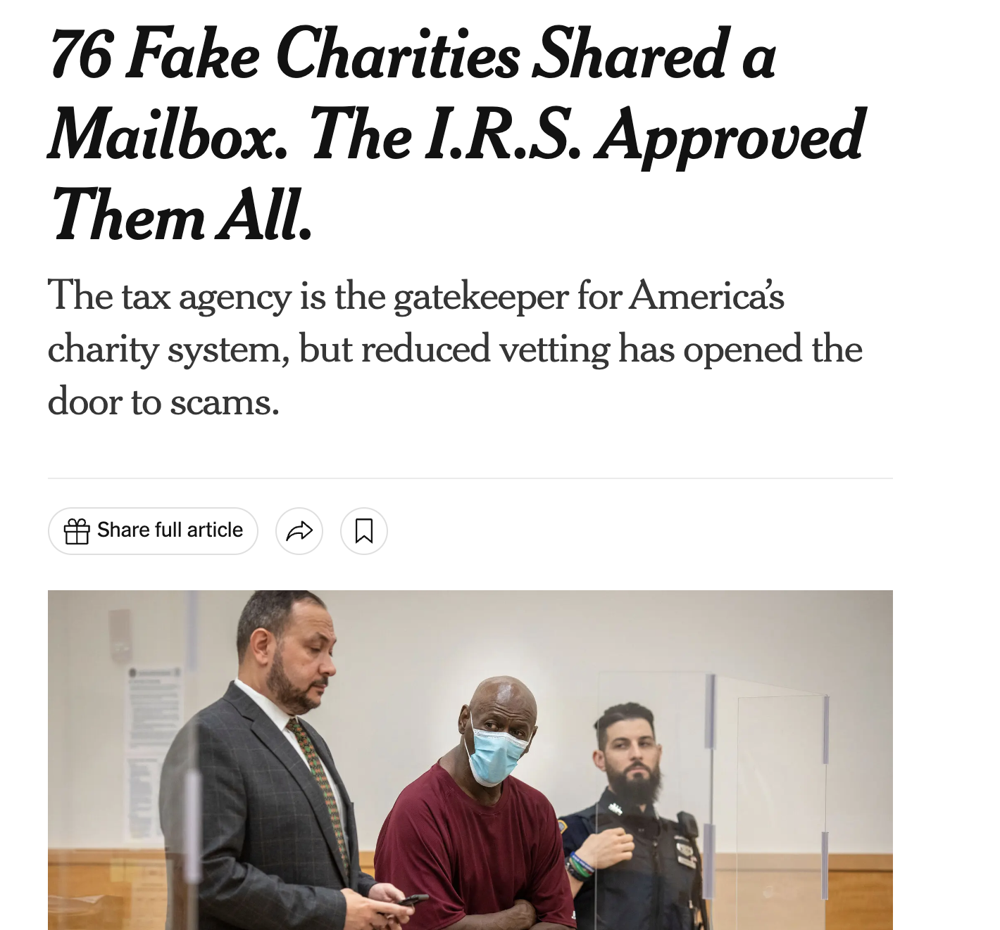 76 Fake Charities Shared a
Mailbox. The I.R.S. Approved
Them All.
The tax agency is the gatekeeper for America’s
charity system, but reduced vetting has opened the
door to scams.
Share full article